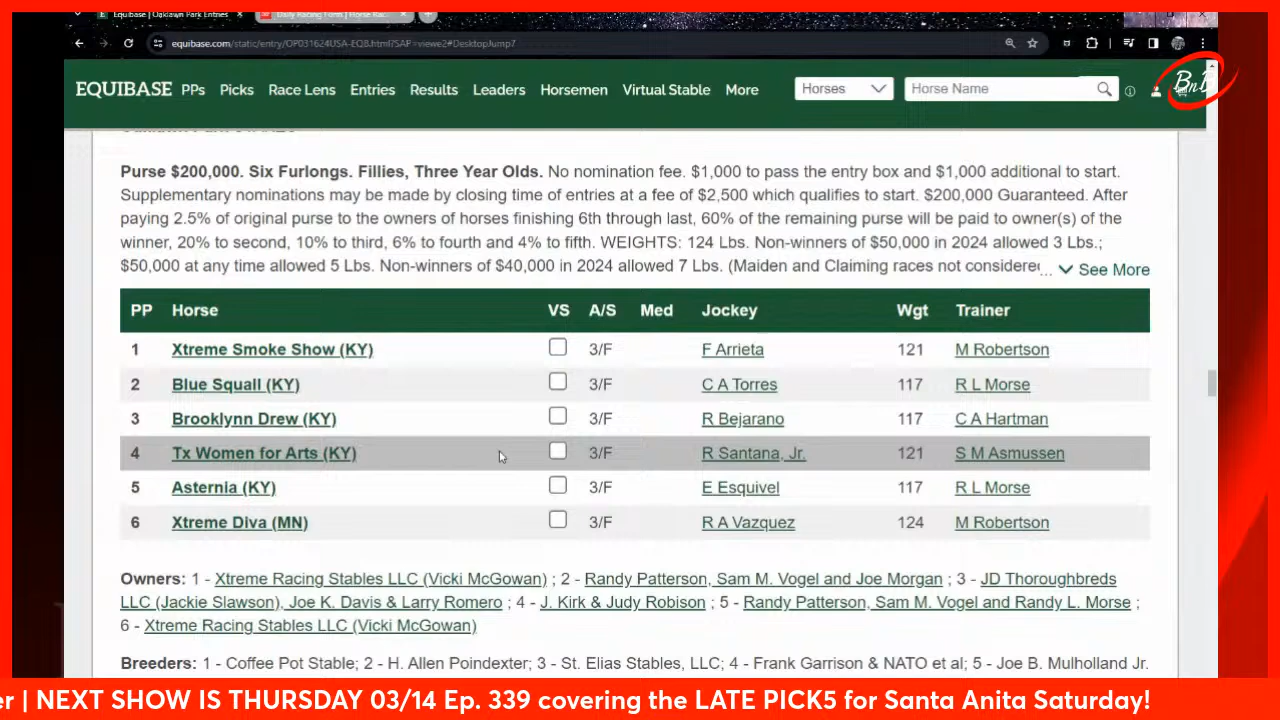 Equibase | Oaklawn Park Entries
Daily Racing Form | Horse Rac
equibase.com/static/entry/OP031624USA-EQB.html?SAP=viewe2#DesktopJump7
EQUIBASE PPs Picks Race Lens Entries Results Leaders Horsemen Virtual Stable More Horses Horse Name
BnB
Purse $200,000. Six Furlongs. Fillies, Three Year Olds. No nomination fee. $1,000 to pass the entry box and $1,000 additional to start.
Supplementary nominations may be made by closing time of entries at a fee of $2,500 which qualifies to start. $200,000 Guaranteed. After
paying 2.5% of original purse to the owners of horses finishing 6th through last, 60% of the remaining purse will be paid to owner(s) of the
winner, 20% to second, 10% to third, 6% to fourth and 4% to fifth. WEIGHTS: 124 Lbs. Non-winners of $50,000 in 2024 allowed 3 Lbs.;
$50,000 at any time allowed 5 Lbs. Non-winners of $40,000 in 2024 allowed 7 Lbs. (Maiden and Claiming races not considere... See More
PP Horse VS A/S Med Jockey Wgt Trainer
1 Xtreme Smoke Show (KY) 3/F F Arrieta 121 M Robertson
2 Blue Squall (KY) 3/F C A Torres 117 R L Morse
3 Brooklynn Drew (KY) 3/F R Bejarano 117 C A Hartman
4 Tx Women for Arts (KY) 3/F R Santana, Jr. 121 S M Asmussen
5 Asternia (KY) 3/F E Esquivel 117 R L Morse
6 Xtreme Diva (MN) 3/F R A Vazquez 124 M Robertson
Owners: 1 - Xtreme Racing Stables LLC (Vicki McGowan) ; 2 - Randy Patterson, Sam M. Vogel and Joe Morgan ; 3 - JD Thoroughbreds
LLC (Jackie Slawson), Joe K. Davis & Larry Romero ; 4 - J. Kirk & Judy Robison ; 5 - Randy Patterson, Sam M. Vogel and Randy L. Morse ;
6 - Xtreme Racing Stables LLC (Vicki McGowan)
Breeders: 1 - Coffee Pot Stable; 2 - H. Allen Poindexter; 3 - St. Elias Stables, LLC; 4 - Frank Garrison & NATO et al; 5 - Joe B. Mulholland Jr.
er | NEXT SHOW IS THURSDAY 03/14 Ep. 339 covering the LATE PICK5 for Santa Anita Saturday!